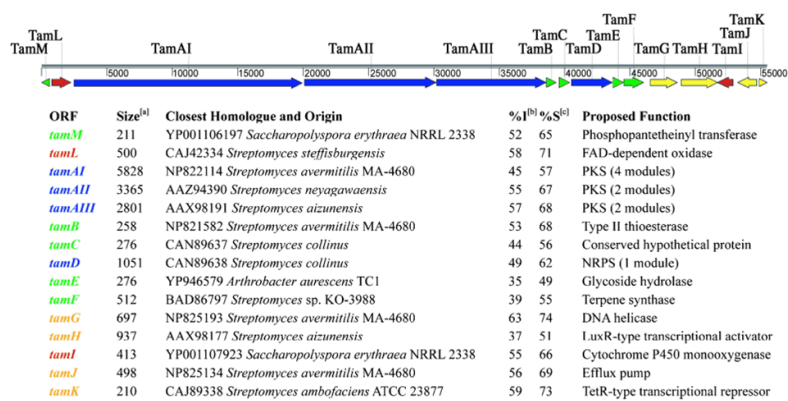 TamF
TamL TamC TamK
TamE TamJ
TamM TamAI TamAII TamAIII TamB TamD TamG TamH TamI
5000 10000 15000 20000 25000 30000 35000 40000 45000 50000 55000
ORF Size[a] Closest Homologue and Origin %I[b] %S[c] Proposed Function
tamM 211 YP001106197 Saccharopolyspora erythraea NRRL 2338 52 65 Phosphopantetheinyl transferase
tamL 500 CAJ42334 Streptomyces steffisburgensis 58 71 FAD-dependent oxidase
tamAI 5828 NP822114 Streptomyces avermitilis MA-4680 45 57 PKS (4 modules)
tamAII 3365 AAZ94390 Streptomyces neyagawaensis 55 67 PKS (2 modules)
tamAIII 2801 AAX98191 Streptomyces aizunensis 57 68 PKS (2 modules)
tamB 258 NP821582 Streptomyces avermitilis MA-4680 53 68 Type II thioesterase
tamC 276 CAN89637 Streptomyces collinus 44 56 Conserved hypothetical protein
tamD 1051 CAN89638 Streptomyces collinus 49 62 NRPS (1 module)
tamE 276 YP946579 Arthrobacter aurescens TC1 35 49 Glycoside hydrolase
tamF 512 BAD86797 Streptomyces sp. KO-3988 39 55 Terpene synthase
tamG 697 NP825193 Streptomyces avermitilis MA-4680 63 74 DNA helicase
tamH 937 AAX98177 Streptomyces aizunensis 37 51 LuxR-type transcriptional activator
tamI 413 YP001107923 Saccharopolyspora erythraea NRRL 2338 55 66 Cytochrome P450 monooxygenase
tamJ 498 NP825134 Streptomyces avermitilis MA-4680 56 69 Efflux pump
tamK 210 CAJ89338 Streptomyces ambofaciens ATCC 23877 59 73 TetR-type transcriptional repressor